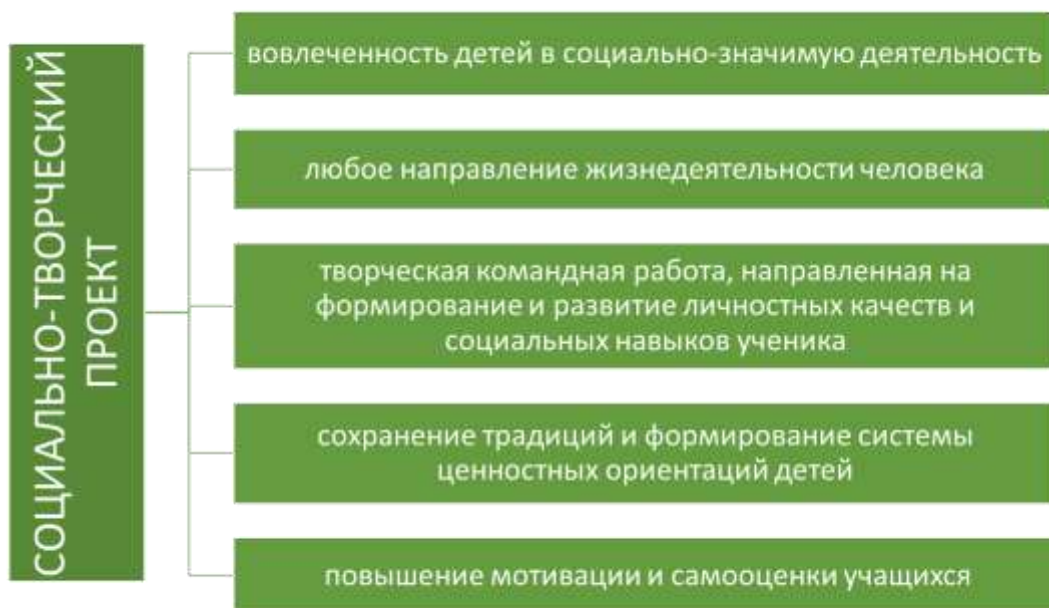 СОЦИАЛЬНО-ТВОРЧЕСКИЙ
ПРОЕКТ
вовлеченность детей в социально-значимую деятельность
любое направление жизнедеятельности человека
творческая командная работа, направленная на
формирование и развитие личностных качеств и
социальных навыков ученика
сохранение традиций и формирование системы
ценностных ориентаций детей
повышение мотивации и самооценки учащихся